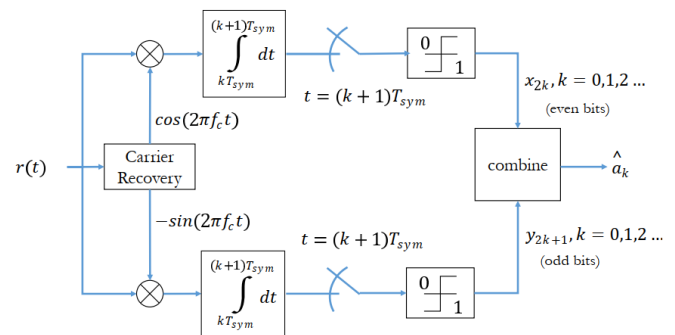 (k+1)T_sym
∫ dt
kT_sym
0
1
t = (k + 1)T_sym
x_2k, k = 0,1,2 ...
(even bits)
cos(2πf_c t)
r(t)
Carrier
Recovery
combine
â_k
−sin(2πf_c t)
t = (k + 1)T_sym
y_2k+1, k = 0,1,2 ...
(odd bits)
(k+1)T_sym
∫ dt
kT_sym
0
1